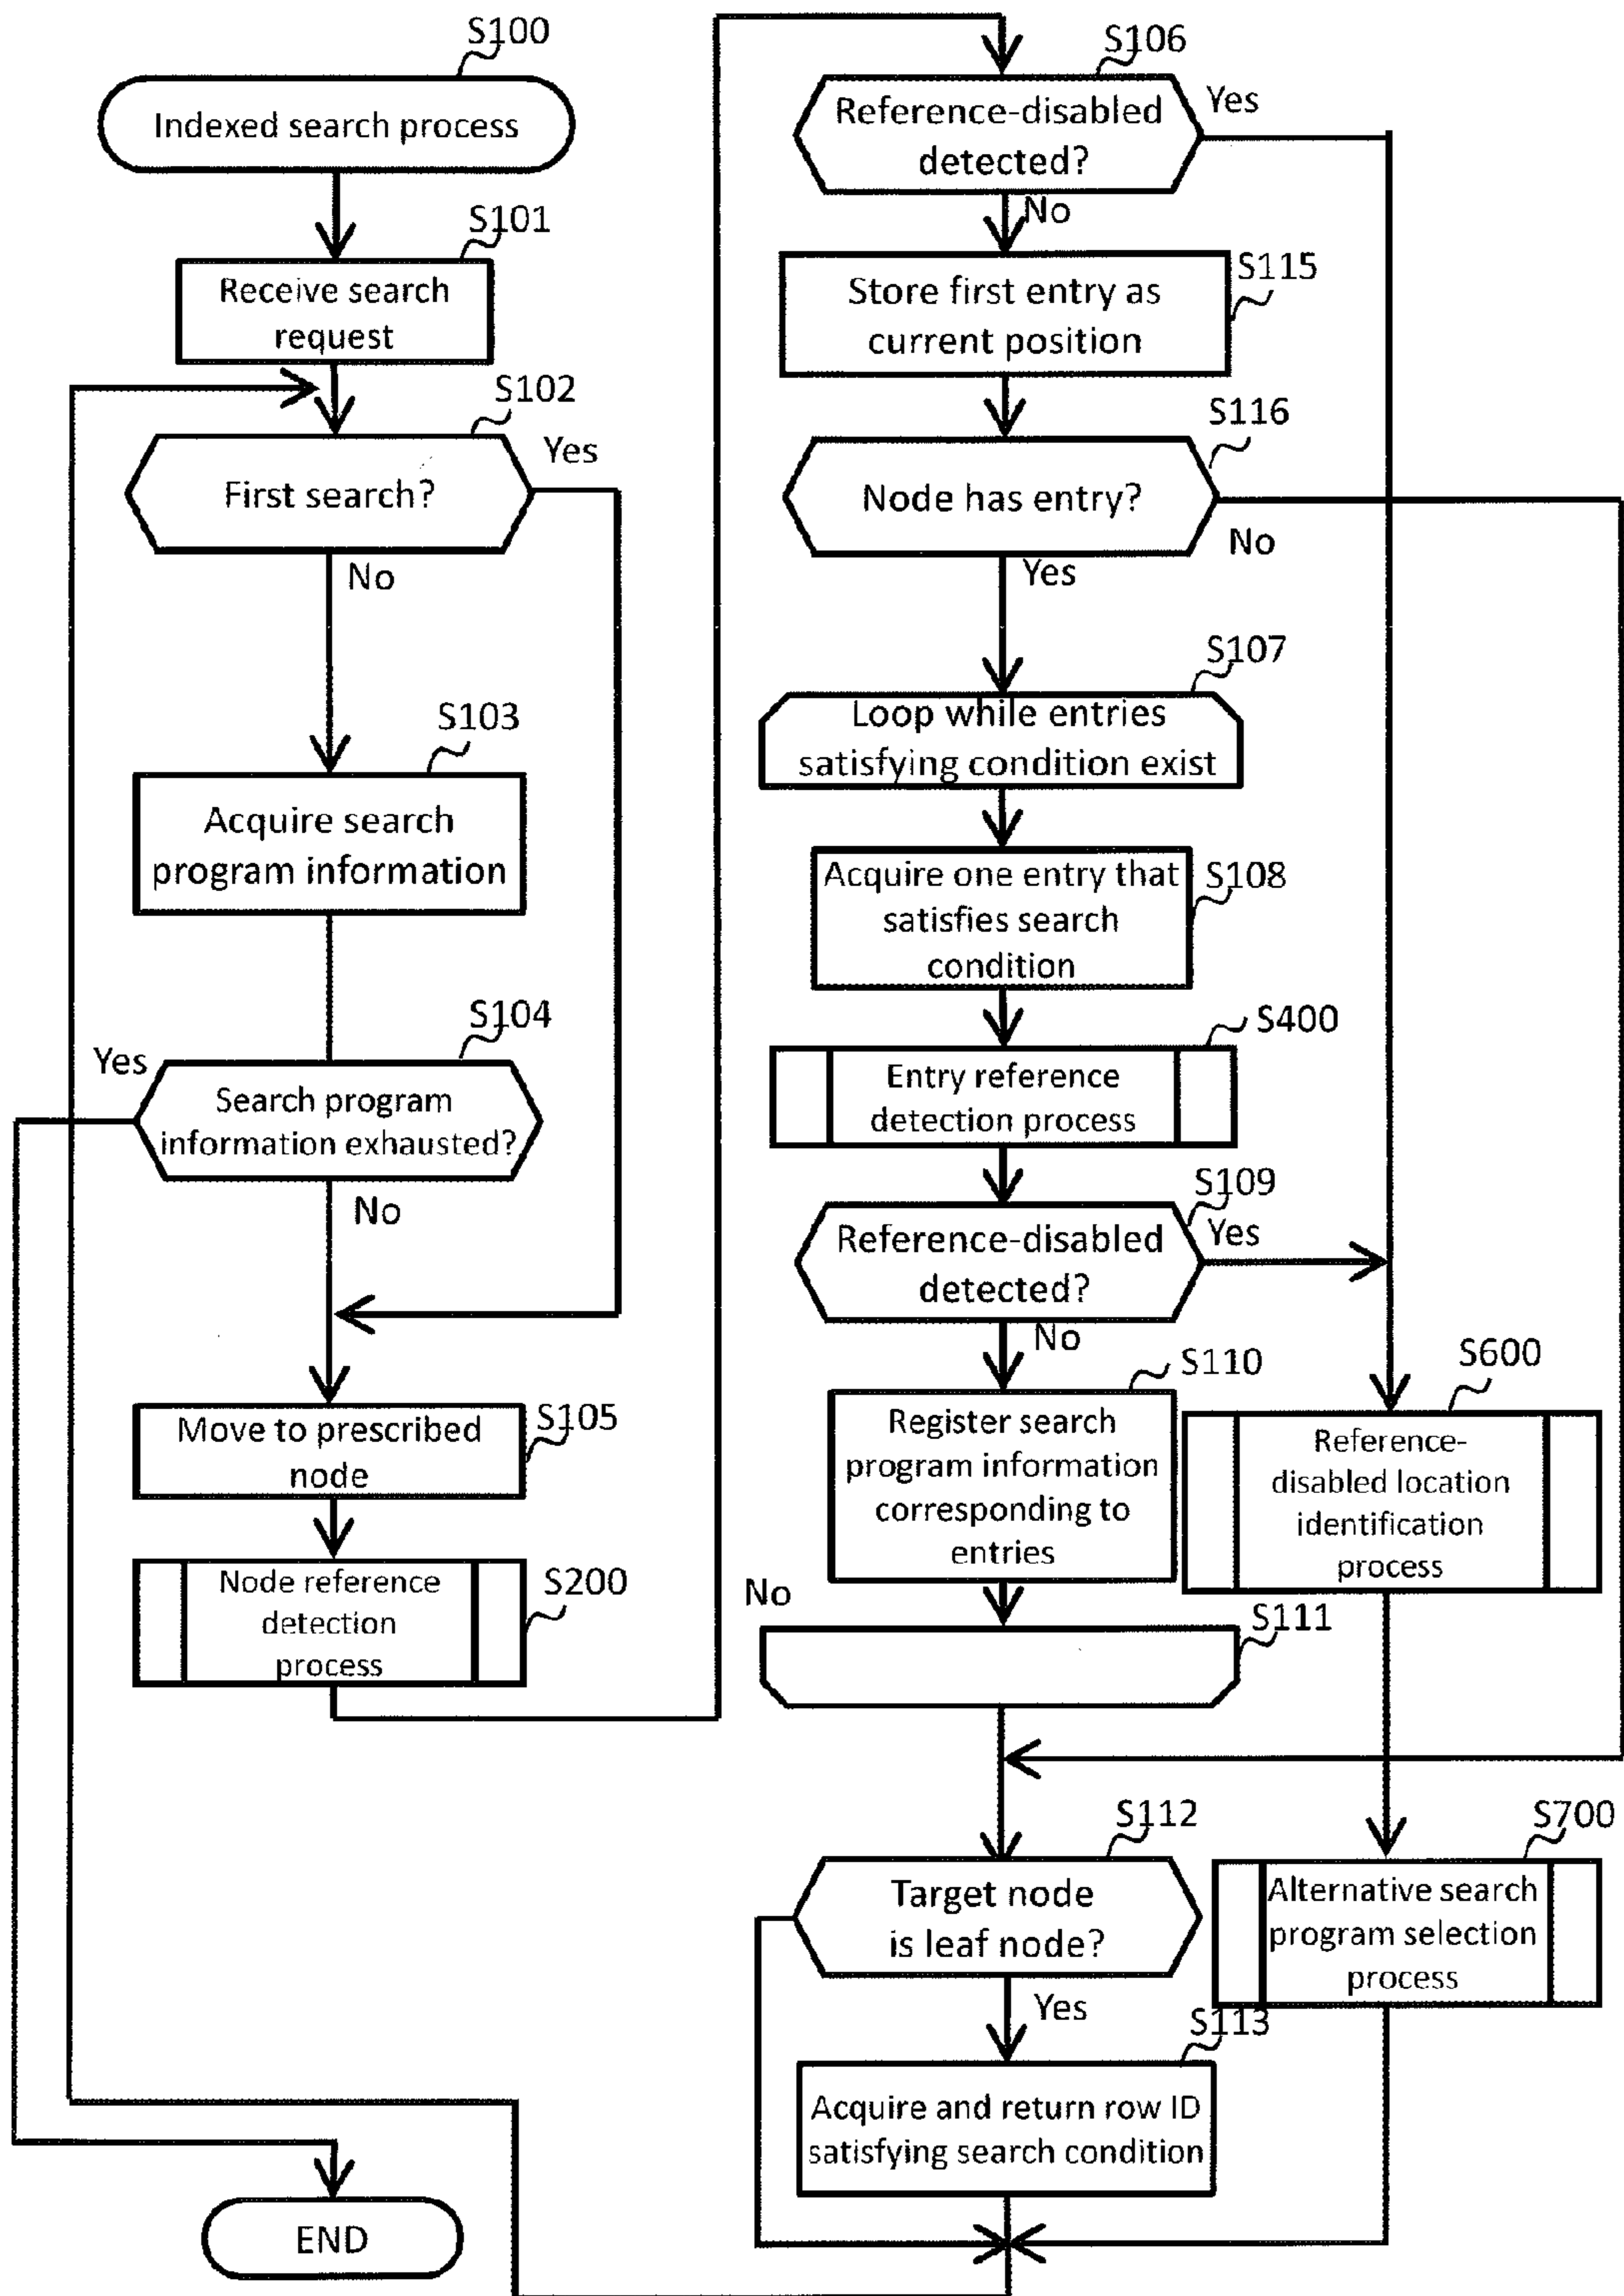 S100
Indexed search process
S101
Receive search
request
S102
Yes
First search?
No
S103
Acquire search
program information
S104
Yes
Search program
information exhausted?
No
S105
Move to prescribed
node
S200
Node reference
detection
process
END
S106
Reference-disabled
detected?
Yes
No
S115
Store first entry as
current position
S116
Node has entry?
No
Yes
S107
Loop while entries
satisfying condition exist
S108
Acquire one entry that
satisfies search
condition
S400
Entry reference
detection process
S109
Reference-disabled
detected?
Yes
No
S110
Register search
program information
corresponding to
entries
S600
Reference-
disabled location
identification
process
No
S111
S112
Target node
is leaf node?
Yes
S700
Alternative search
program selection
process
S113
Acquire and return row ID
satisfying search condition